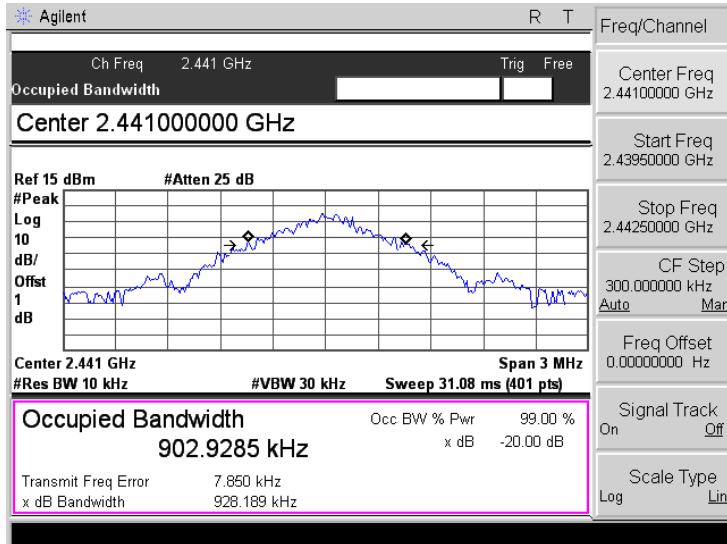 Agilent
R T
Ch Freq 2.441 GHz Trig Free
Occupied Bandwidth
Center 2.441000000 GHz
Ref 15 dBm #Atten 25 dB
#Peak
Log
10
dB/
Offst
1
dB
Center 2.441 GHz Span 3 MHz
#Res BW 10 kHz #VBW 30 kHz Sweep 31.08 ms (401 pts)
Occupied Bandwidth
902.9285 kHz
Occ BW % Pwr 99.00 %
x dB -20.00 dB
Transmit Freq Error 7.850 kHz
x dB Bandwidth 928.189 kHz
Freq/Channel
Center Freq
2.44100000 GHz
Start Freq
2.43950000 GHz
Stop Freq
2.44250000 GHz
CF Step
300.000000 kHz
Auto Man
Freq Offset
0.00000000 Hz
Signal Track
On Off
Scale Type
Log Lin